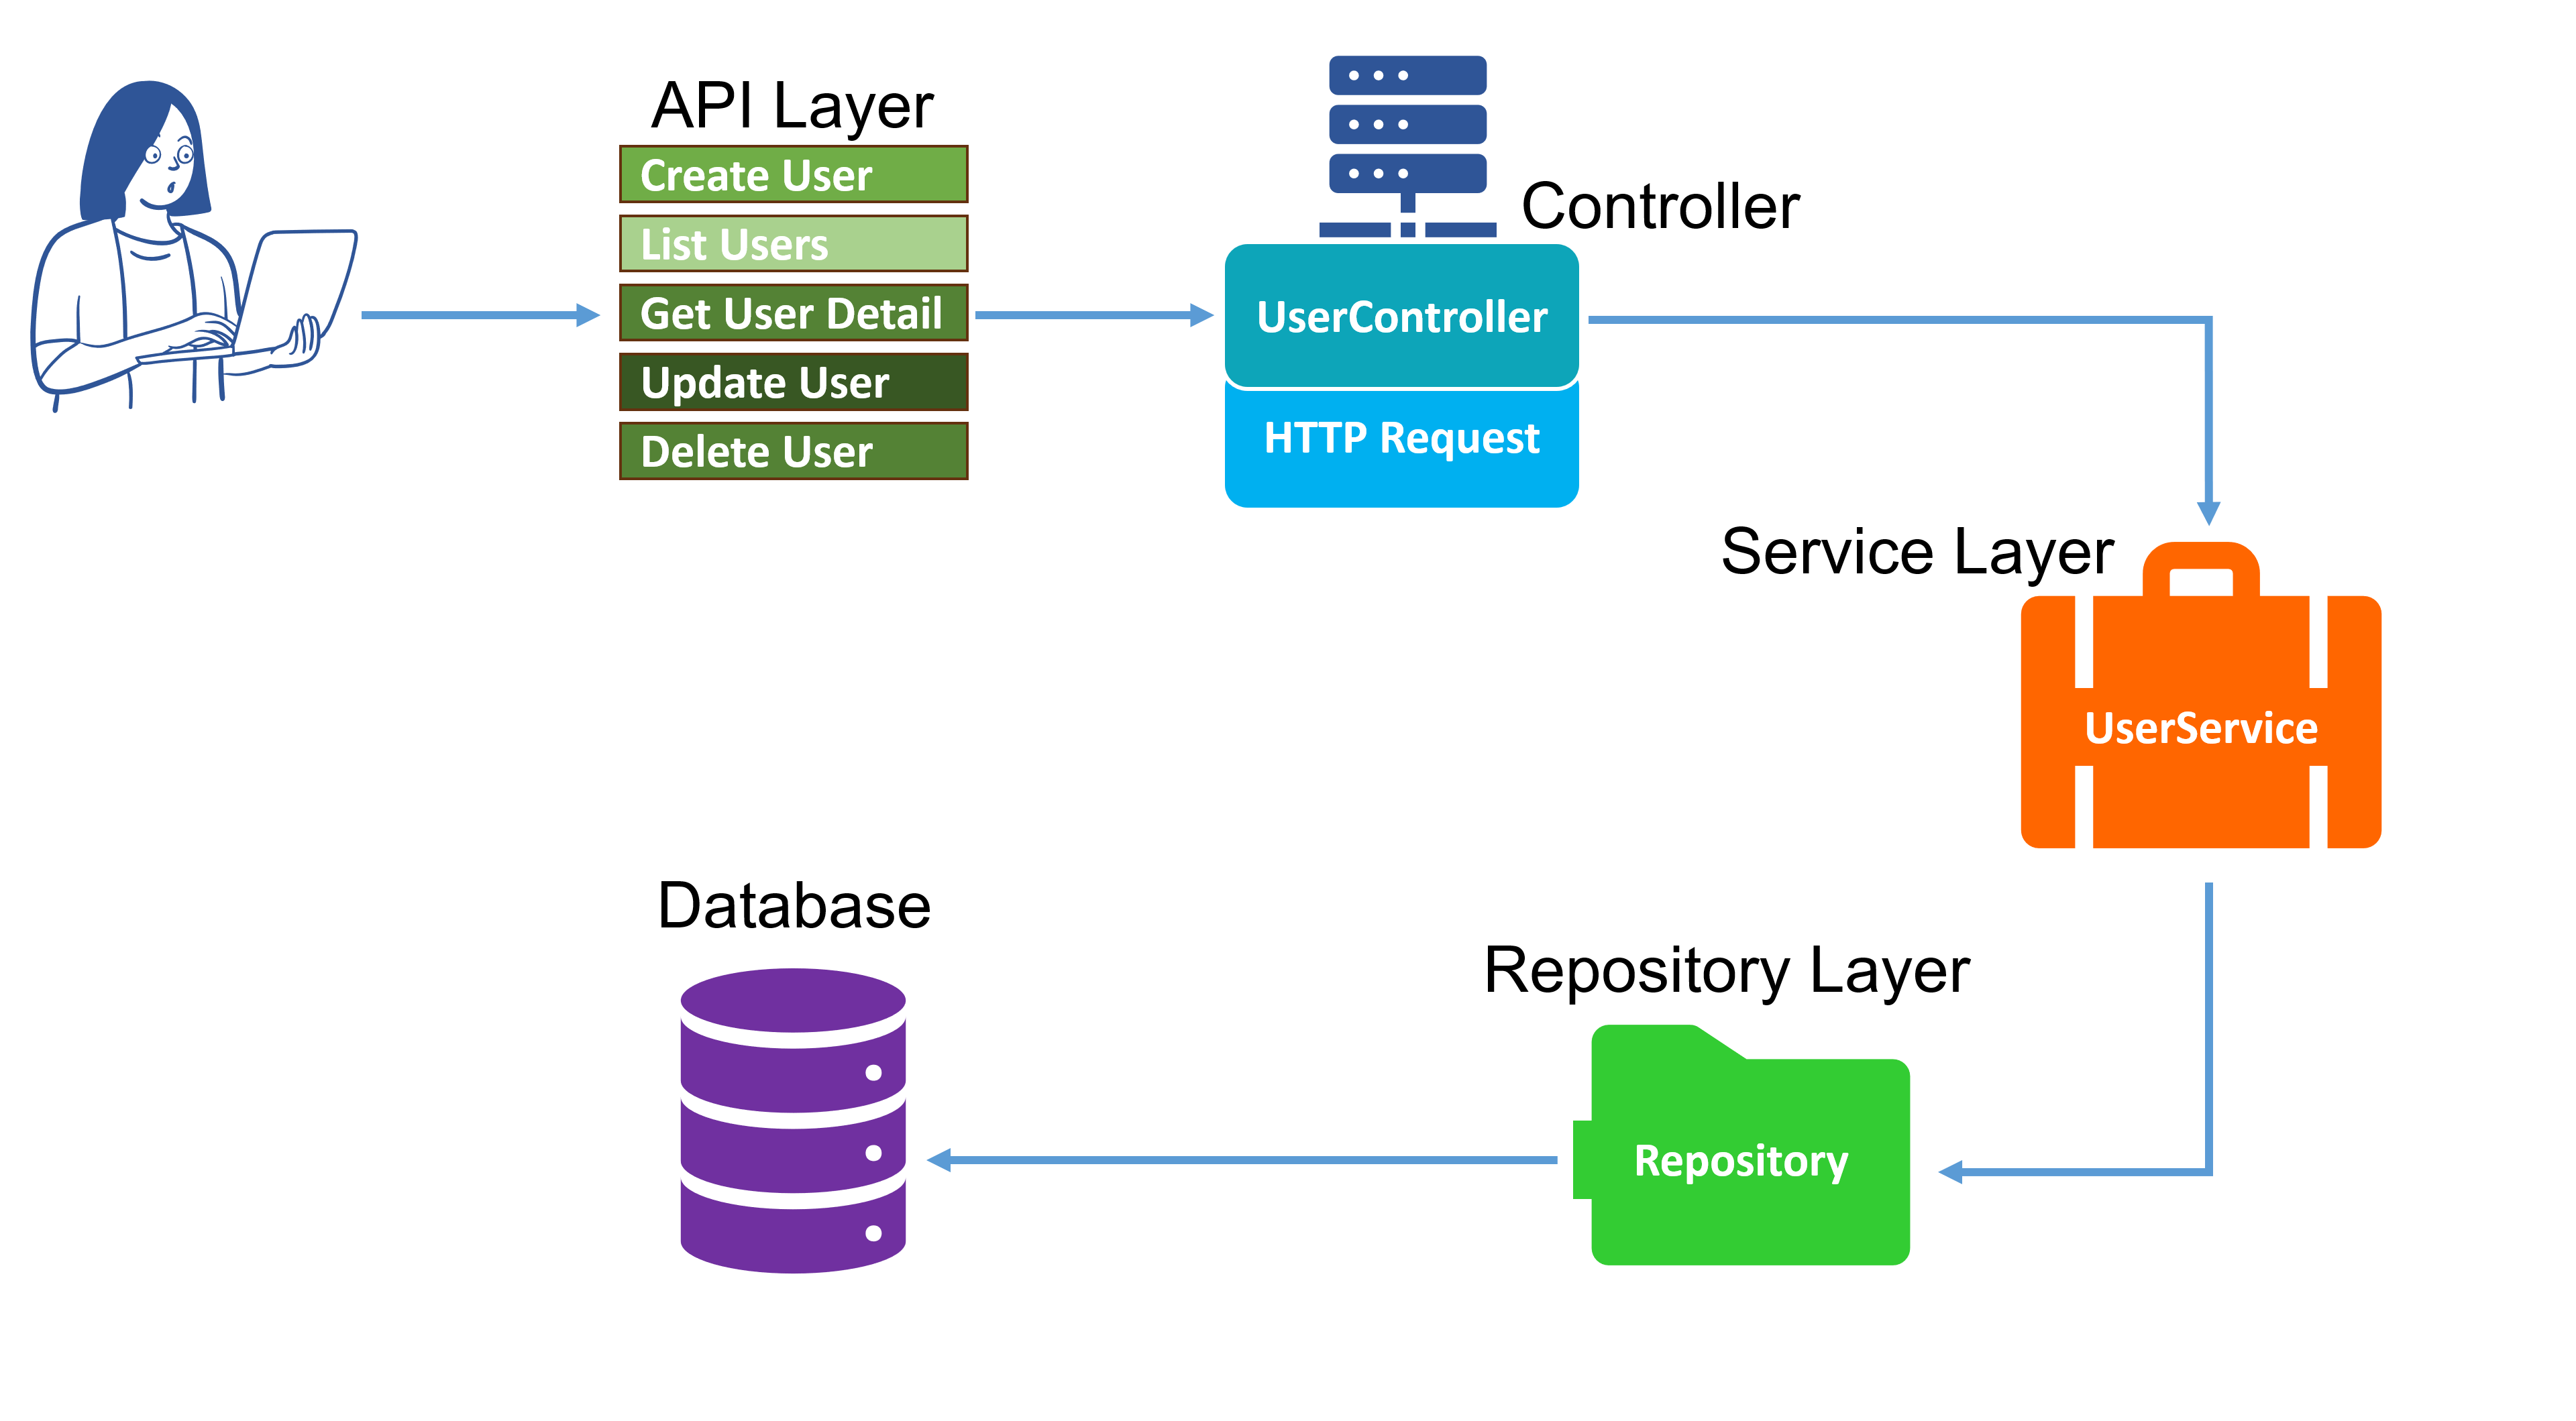 API Layer
Create User
List Users
Get User Detail
Update User
Delete User
Controller
UserController
HTTP Request
Service Layer
UserService
Repository Layer
Repository
Database